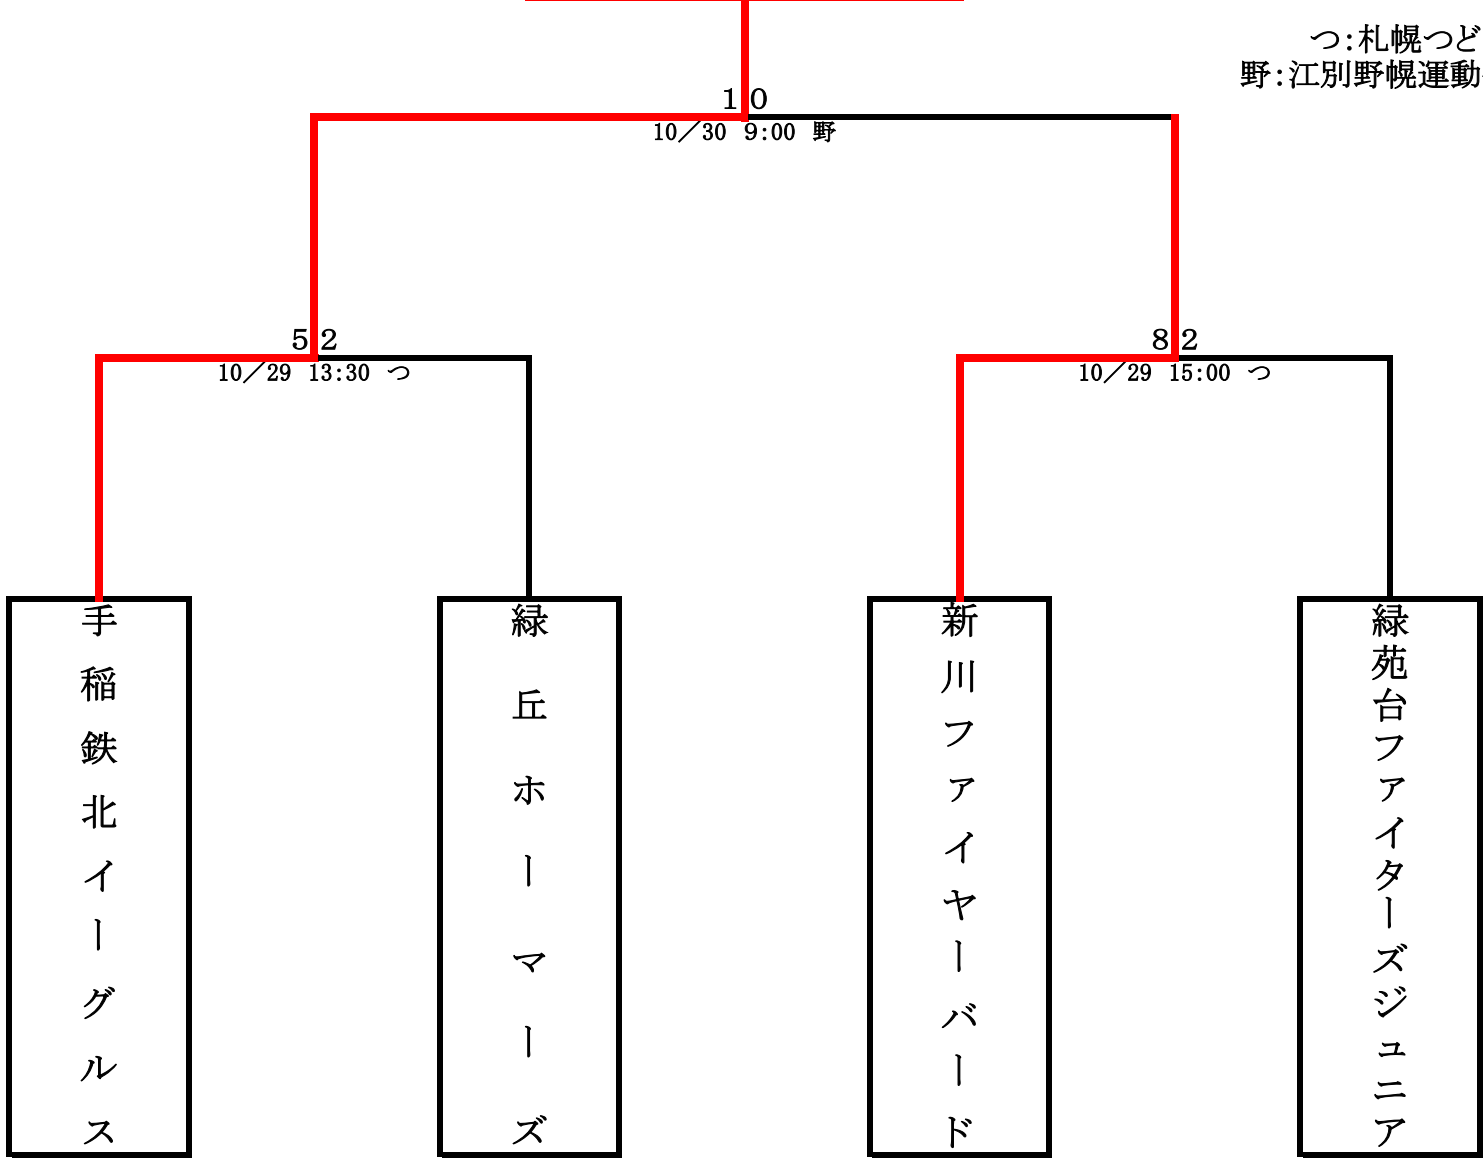 つ：札幌つど
野：江別野幌運動
1 0
10／30 9:00 野
5 2
10／29 13:30 つ
8 2
10／29 15:00 つ
手稲鉄北イーグルス
緑丘ホーマーズ
新川ファイヤーバード
緑苑台ファイターズジュニア